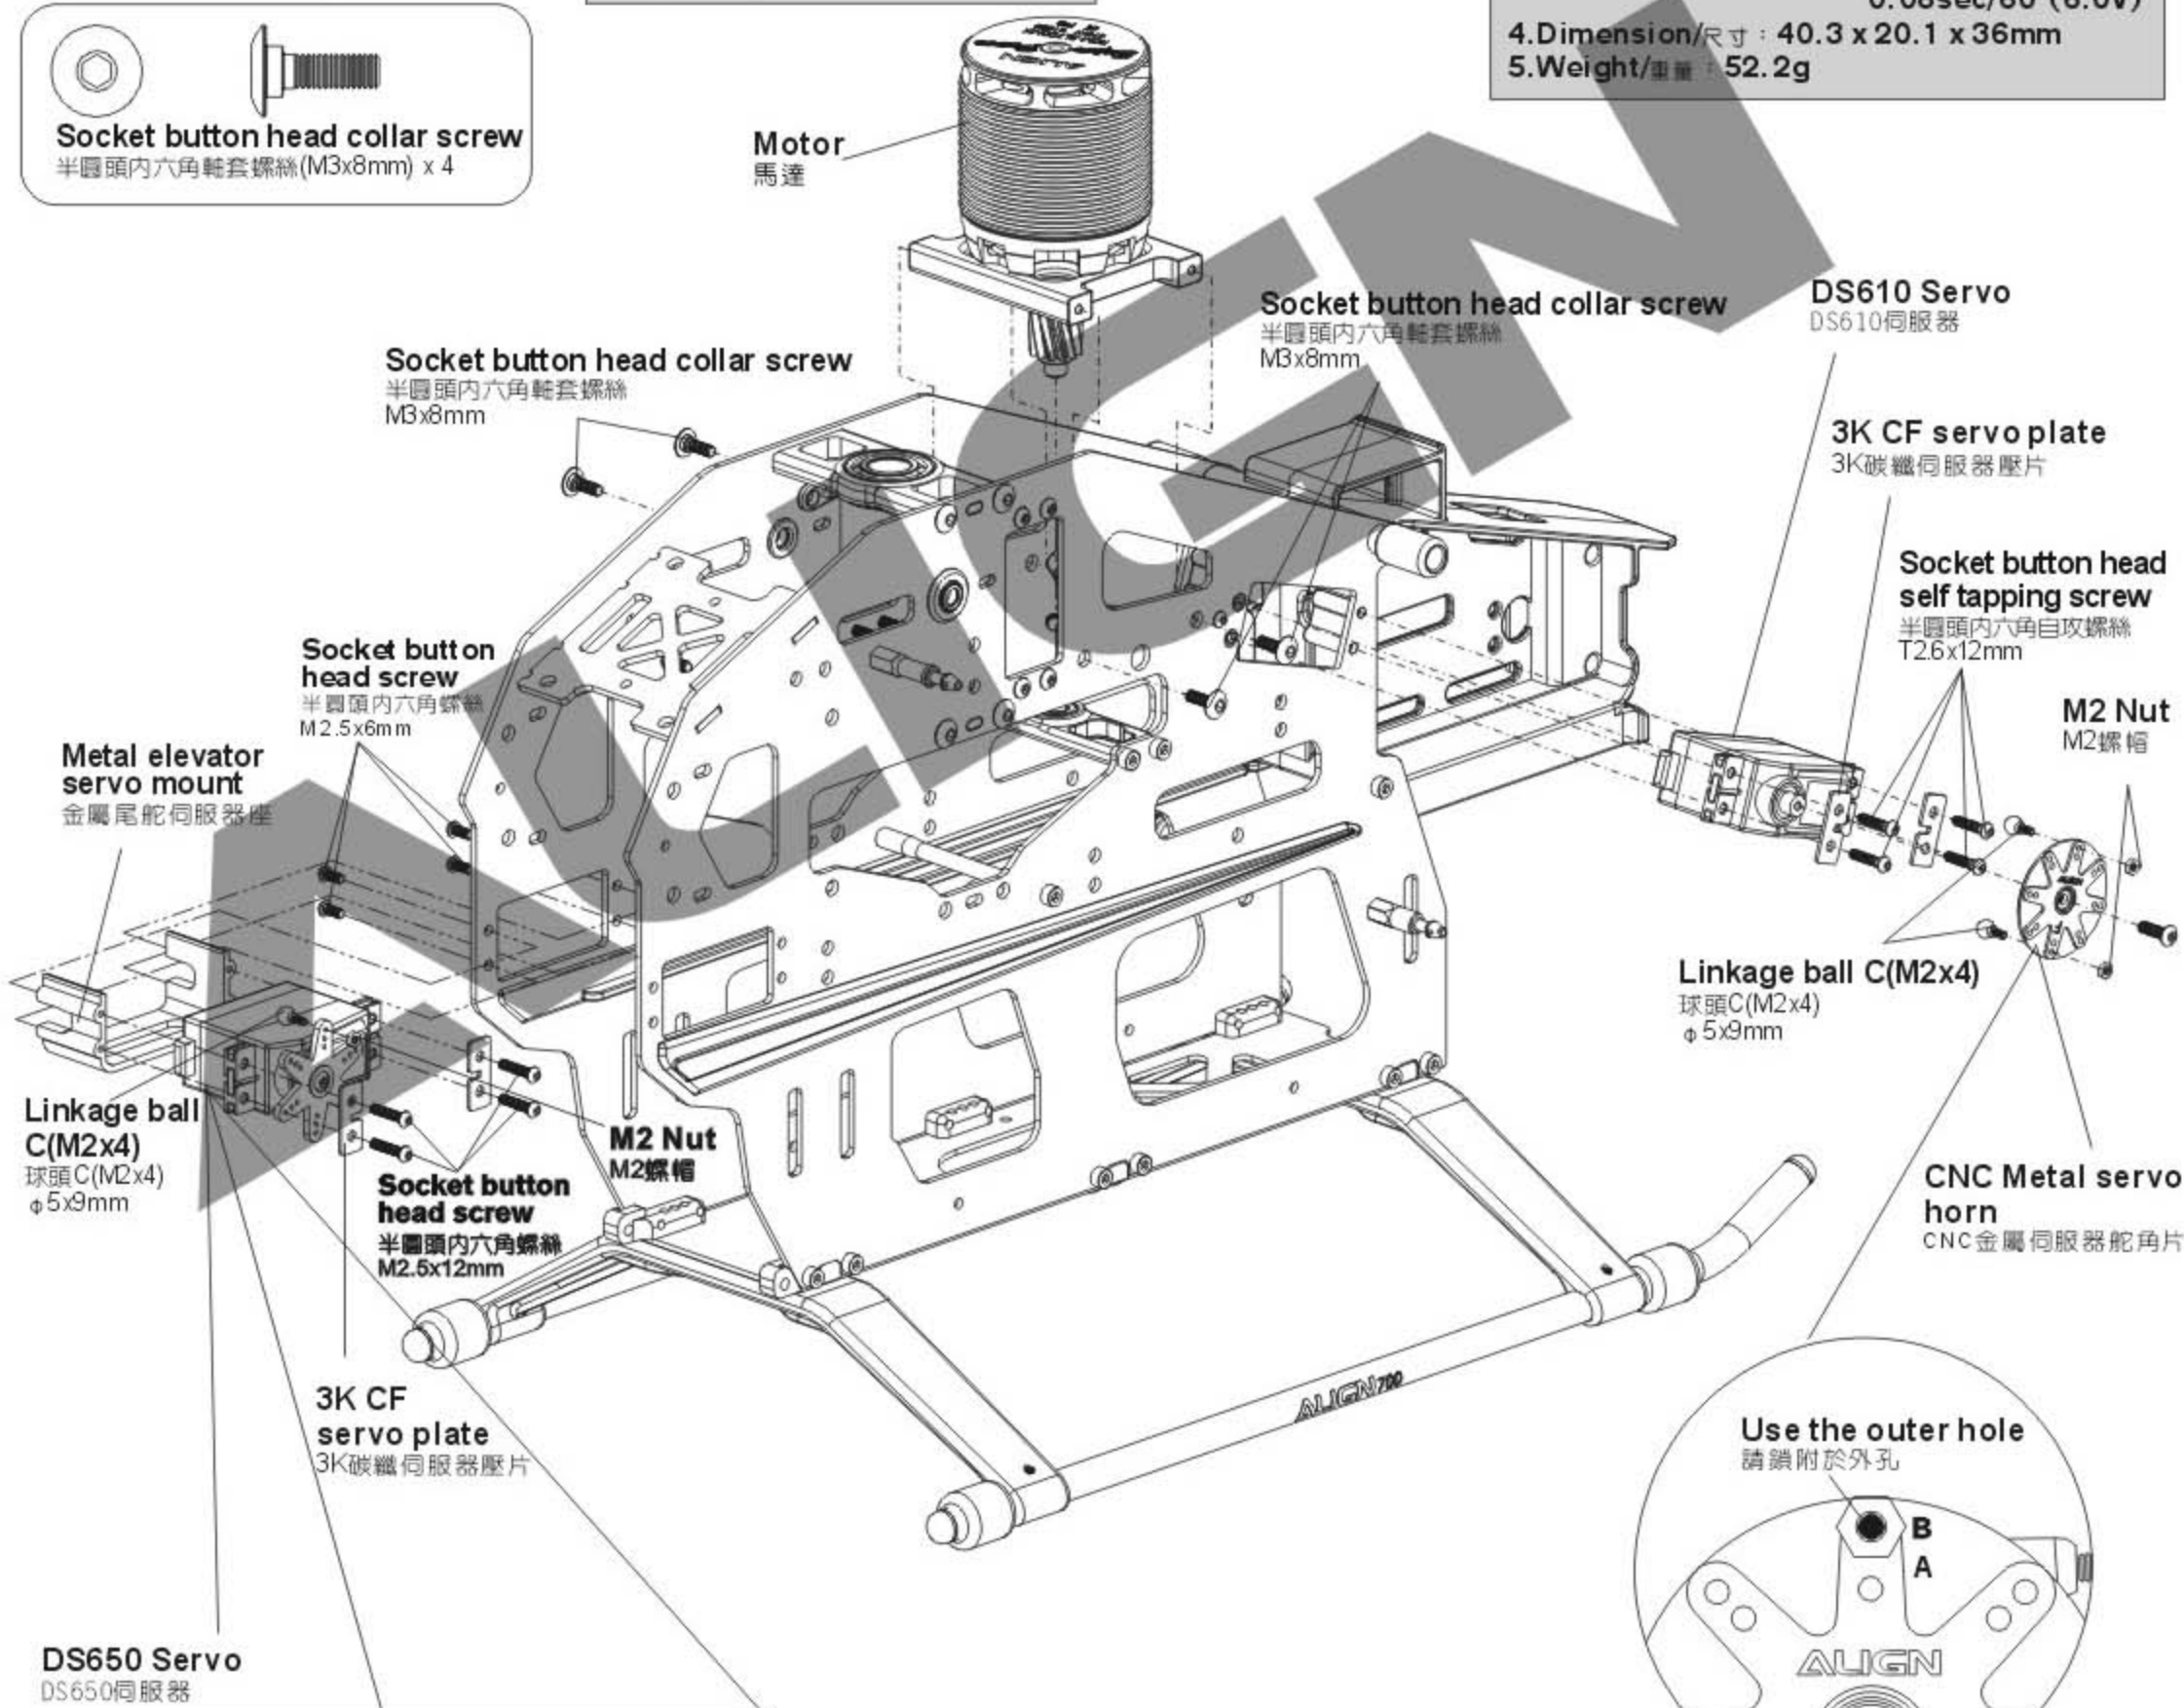 0.08sec/60°(6.0V)
4.Dimension/尺寸：40.3 x 20.1 x 36mm
5.Weight/重量：52.2g
Socket button head collar screw
半圓頭內六角軸套螺絲(M3x8mm) x 4
Motor
馬達
Socket button head collar screw
半圓頭內六角軸套螺絲
M3x8mm
Socket button head collar screw
半圓頭內六角軸套螺絲
M3x8mm
DS610 Servo
DS610伺服器
3K CF servo plate
3K碳纖伺服器壓片
Socket button head
self tapping screw
半圓頭內六角自攻螺絲
T2.6x12mm
M2 Nut
M2螺帽
Socket button
head screw
半圓頭內六角螺絲
M2.5x6mm
Metal elevator
servo mount
金屬尾舵伺服器座
Linkage ball C(M2x4)
球頭C(M2x4)
φ5x9mm
Linkage ball
C(M2x4)
球頭C(M2x4)
φ5x9mm
M2 Nut
M2螺帽
Socket button
head screw
半圓頭內六角螺絲
M2.5x12mm
CNC Metal servo
horn
CNC金屬伺服器舵角片
3K CF
servo plate
3K碳纖伺服器壓片
ALIGN 700
Use the outer hole
請鎖附於外孔
B
A
ALIGN
DS650 Servo
DS650伺服器
ALIGN